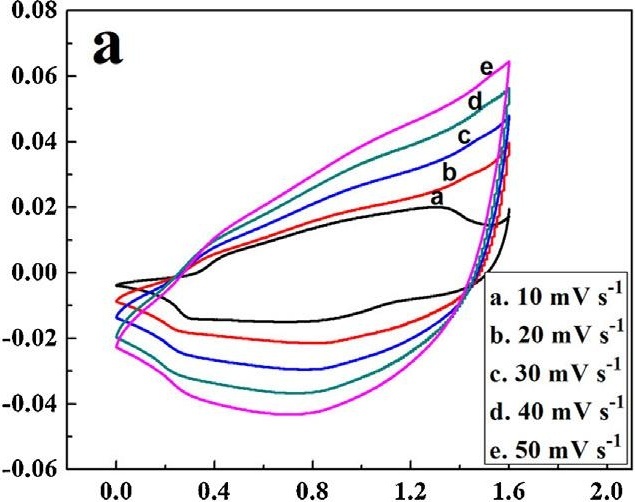 0.08
a
0.06
e
d
0.04
c
b
0.02
a
0.00
a. 10 mV s⁻¹
-0.02
b. 20 mV s⁻¹
c. 30 mV s⁻¹
-0.04
d. 40 mV s⁻¹
e. 50 mV s⁻¹
-0.06
0.0 0.4 0.8 1.2 1.6 2.0